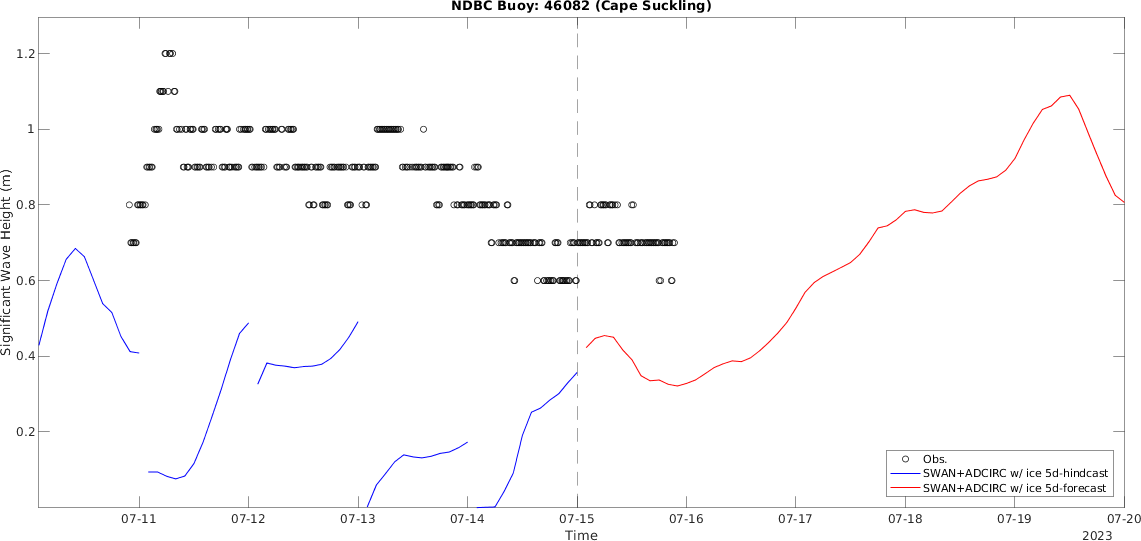 NDBC Buoy: 46082 (Cape Suckling)
1.2
1
0.8
0.6
0.4
0.2
Significant Wave Height (m)
Obs.
SWAN+ADCIRC w/ ice 5d-hindcast
SWAN+ADCIRC w/ ice 5d-forecast
07-11 07-12 07-13 07-14 07-15 07-16 07-17 07-18 07-19 07-20
Time
2023